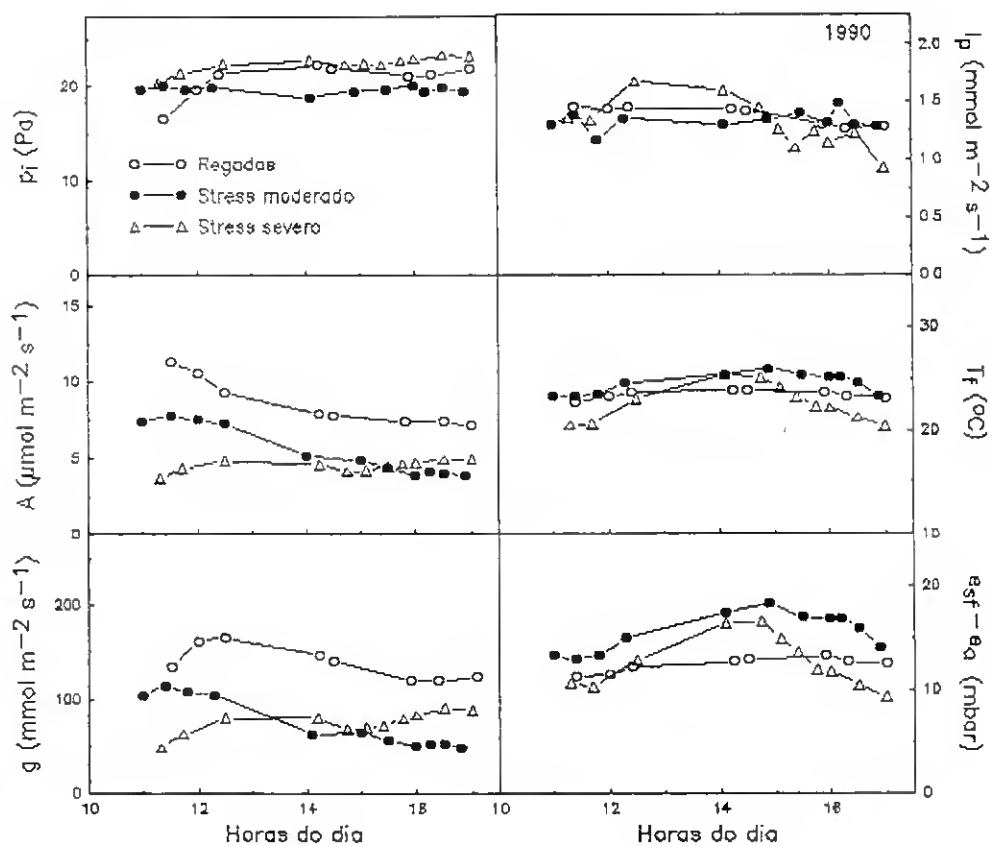 1990
pi (Pa)
20
10
0
Regadas
Stress moderado
Stress severo
Ip (mmol m−2 s−1)
2.0
1.5
1.0
0.5
0.0
A (μmol m−2 s−1)
15
10
5
0
Tf (ºC)
30
20
10
g (mmol m−2 s−1)
200
100
0
esf−ea (mbar)
20
10
0
10 12 14 16 18 10 12 14 16 18
Horas do dia Horas do dia